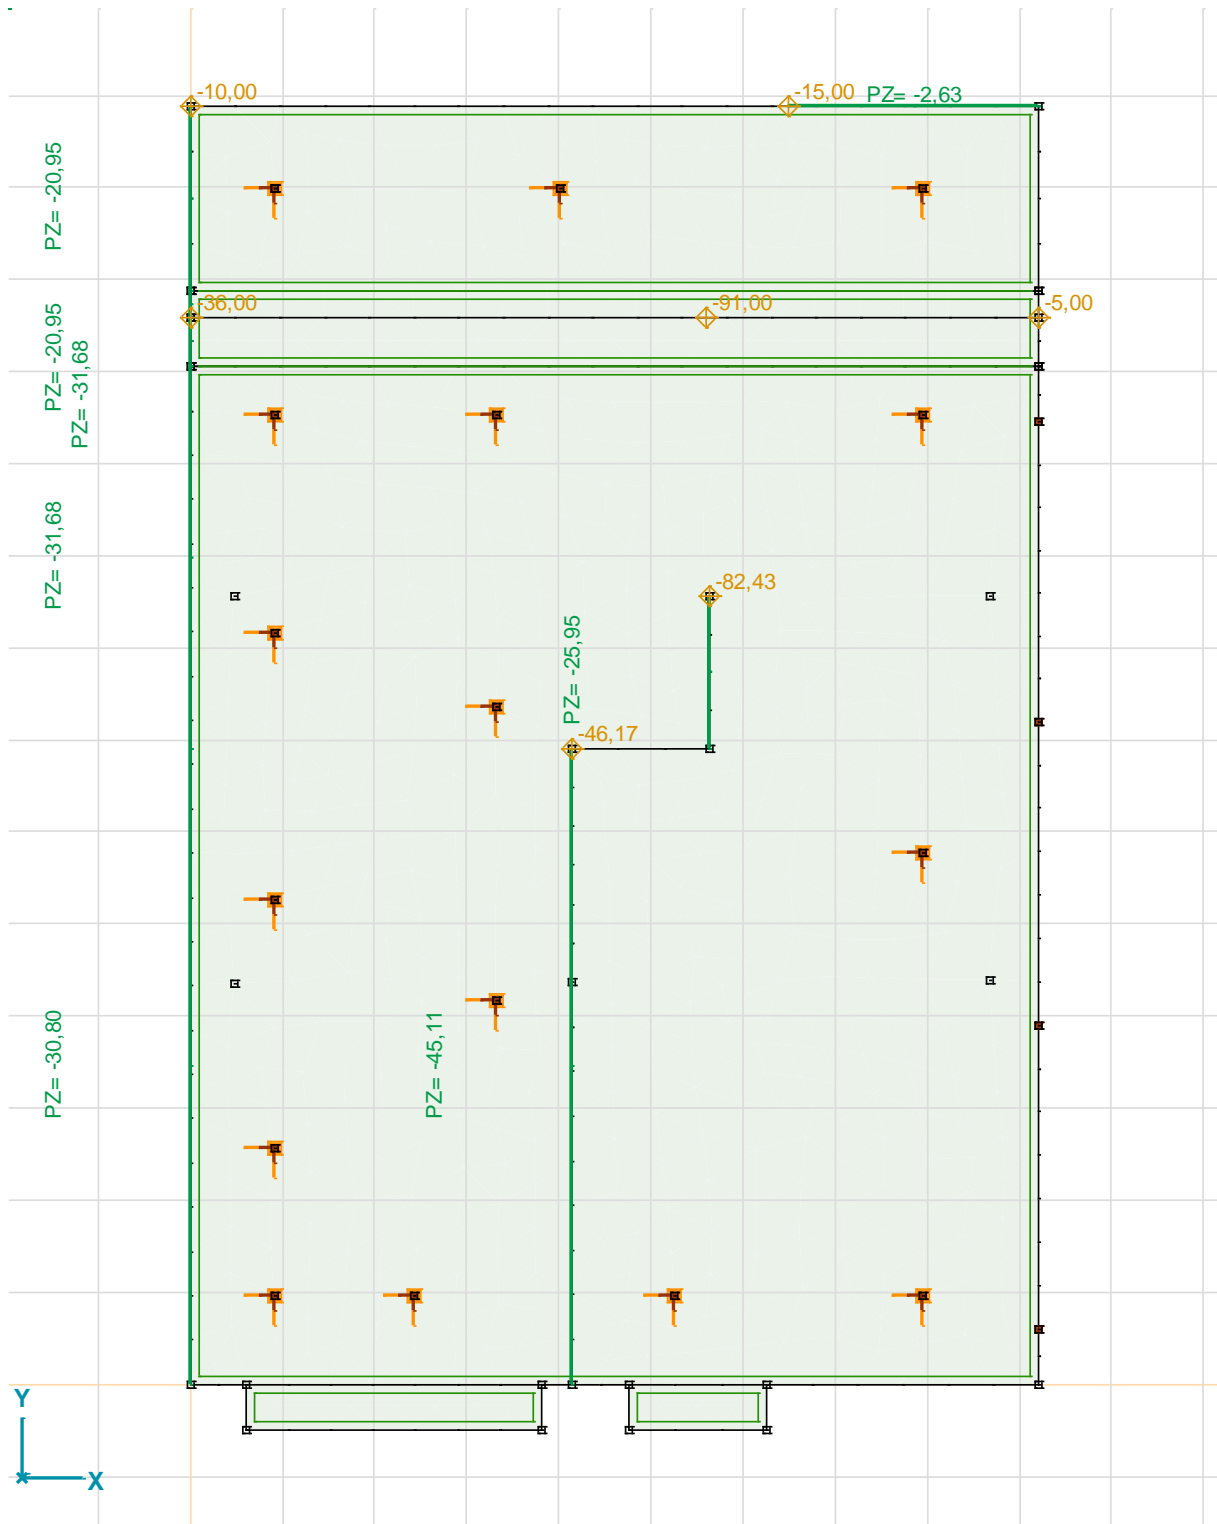 -10,00
-15,00
PZ= -2,63
PZ= -20,95
-36,00
-91,00
-5,00
PZ= -20,95
PZ= -31,68
PZ= -31,68
-82,43
PZ= -25,95
-46,17
PZ= -30,80
PZ= -45,11
Y
X